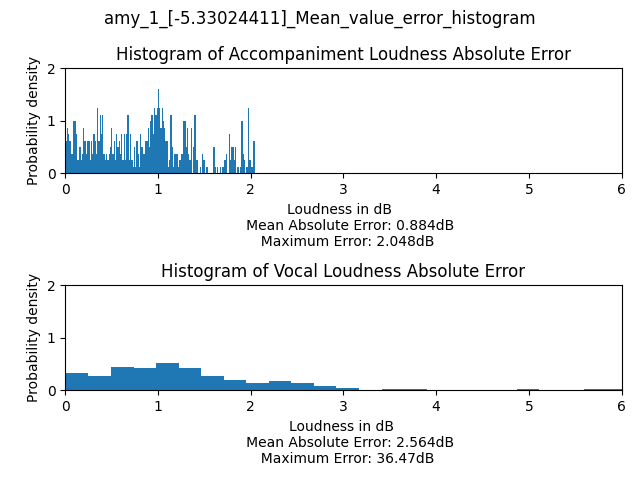 amy_1_[-5.33024411]_Mean_value_error_histogram
Histogram of Accompaniment Loudness Absolute Error
Probability density
2
1
0
0 1 2 3 4 5 6
Loudness in dB
Mean Absolute Error: 0.884dB
Maximum Error: 2.048dB
Histogram of Vocal Loudness Absolute Error
Probability density
2
1
0
0 1 2 3 4 5 6
Loudness in dB
Mean Absolute Error: 2.564dB
Maximum Error: 36.47dB